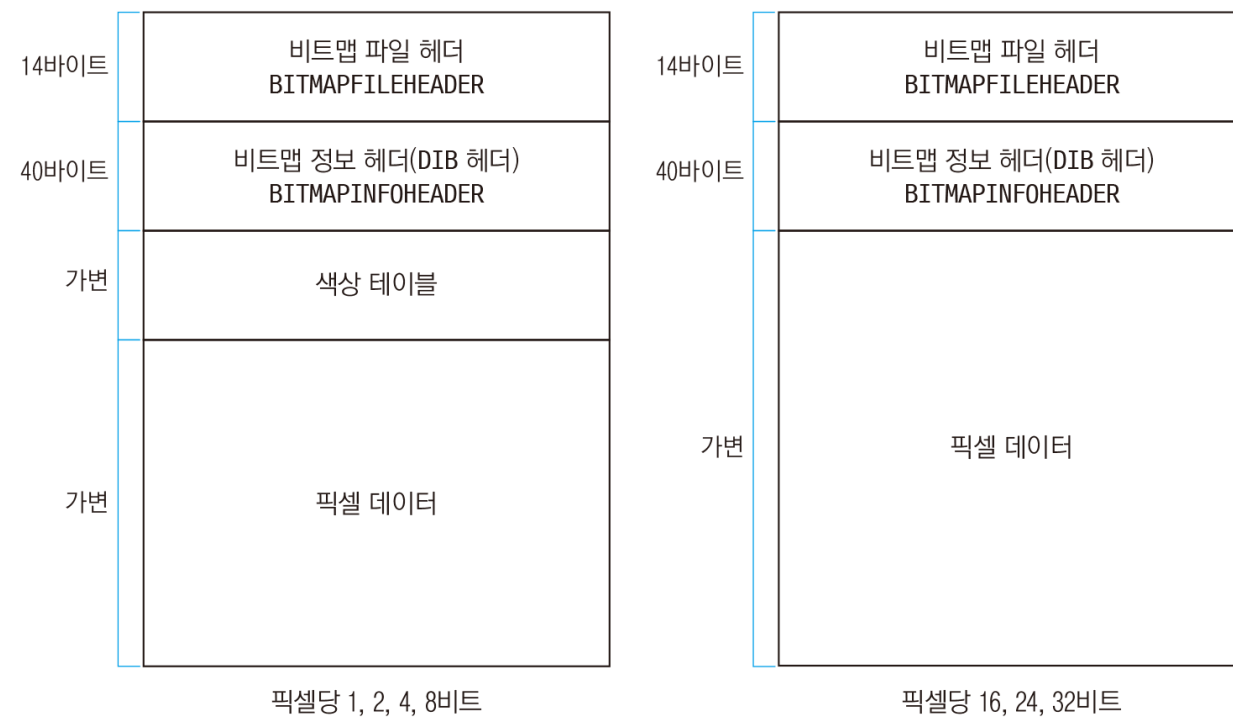 14바이트
비트맵 파일 헤더
BITMAPFILEHEADER
40바이트
비트맵 정보 헤더(DIB 헤더)
BITMAPINFOHEADER
가변
색상 테이블
가변
픽셀 데이터
픽셀당 1, 2, 4, 8비트
14바이트
비트맵 파일 헤더
BITMAPFILEHEADER
40바이트
비트맵 정보 헤더(DIB 헤더)
BITMAPINFOHEADER
가변
픽셀 데이터
픽셀당 16, 24, 32비트